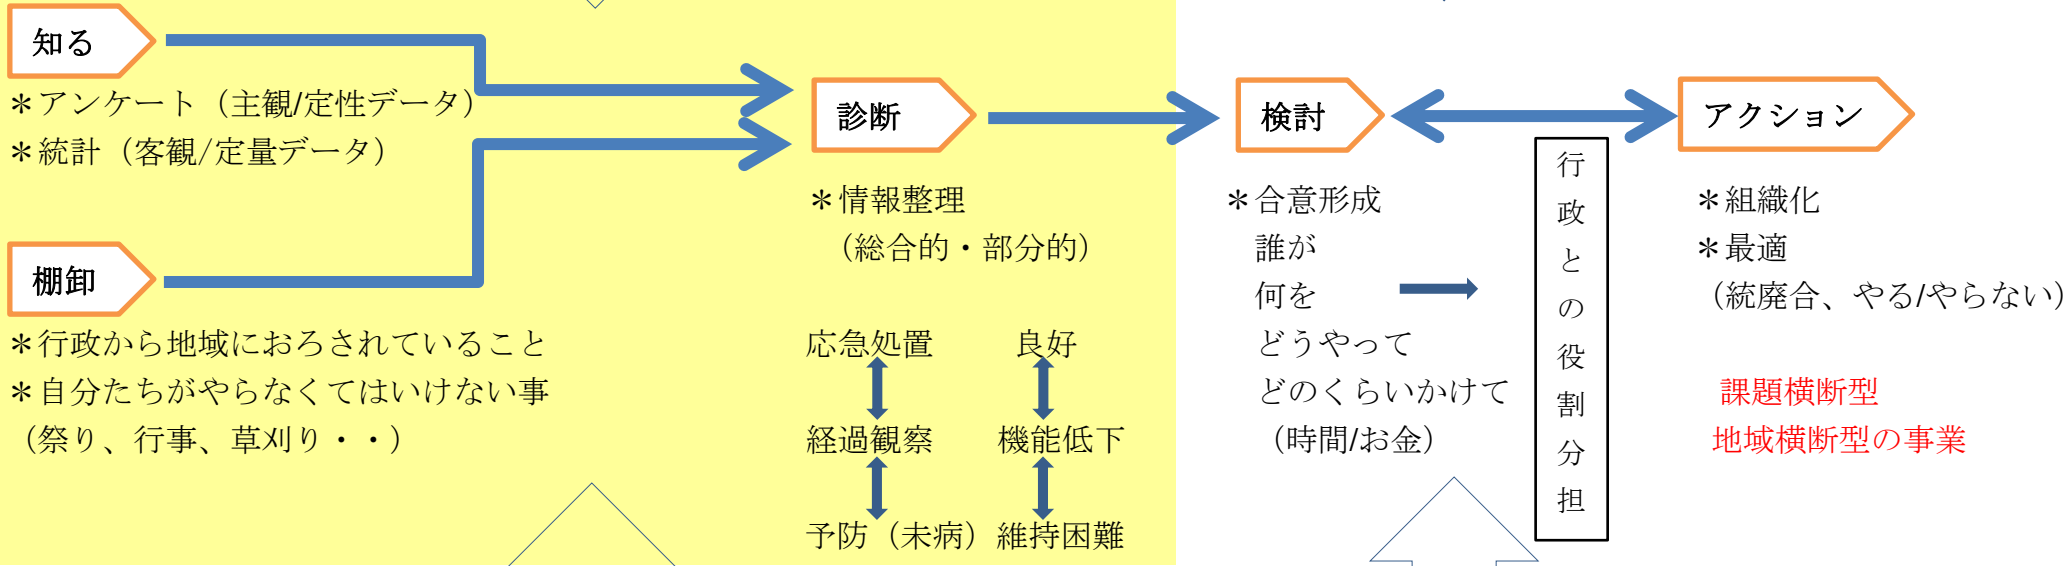 知る
＊アンケート（主観/定性データ）
＊統計（客観/定量データ）
棚卸
＊行政から地域におろされていること
＊自分たちがやらなくてはいけない事
（祭り、行事、草刈り・・）
診断
＊情報整理
（総合的・部分的）
応急処置
経過観察
予防（未病）
良好
機能低下
維持困難
検討
＊合意形成
誰が
何を
どうやって
どのくらいかけて
（時間/お金）
行政との役割分担
アクション
＊組織化
＊最適
（統廃合、やる/やらない）
課題横断型
地域横断型の事業